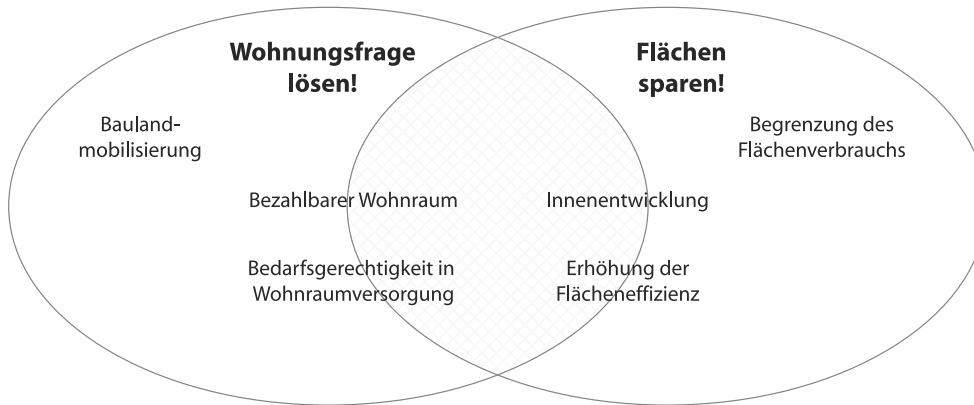 Wohnungsfrage
lösen!
Bauland-
mobilisierung
Bezahlbarer Wohnraum
Bedarfsgerechtigkeit in
Wohnraumversorgung
Flächen
sparen!
Begrenzung des
Flächenverbrauchs
Innenentwicklung
Erhöhung der
Flächeneffizienz